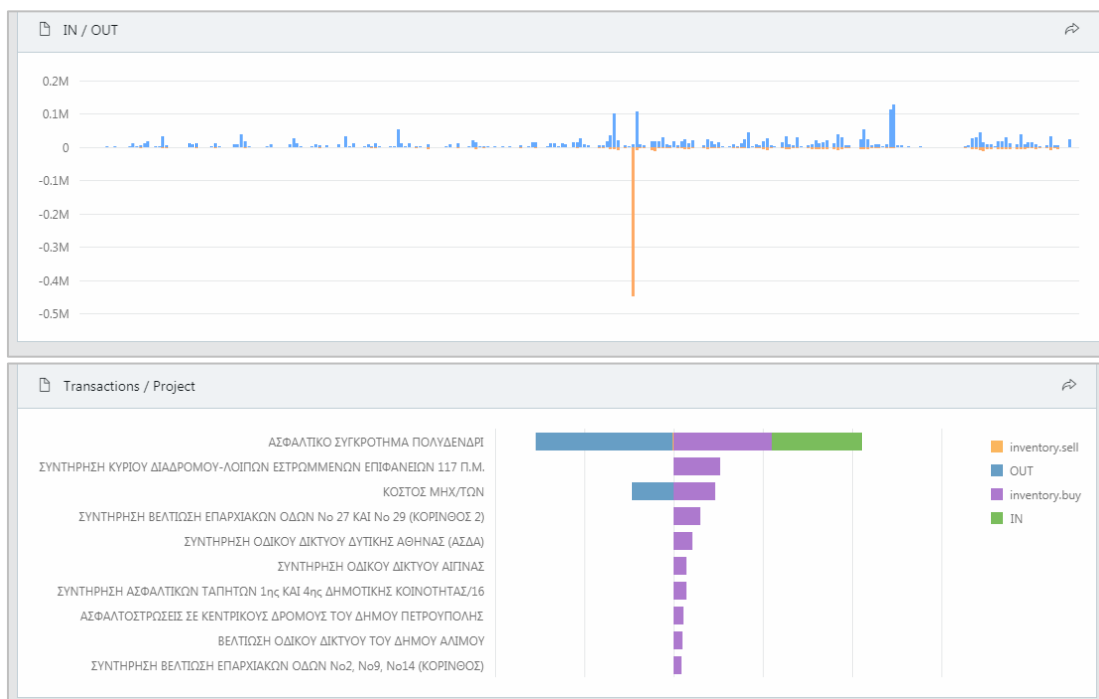 IN / OUT
0.2M
0.1M
0
-0.1M
-0.2M
-0.3M
-0.4M
-0.5M
Transactions / Project
ΑΣΦΑΛΤΙΚΟ ΣΥΓΚΡΟΤΗΜΑ ΠΟΛΥΔΕΝΔΡΙ
ΣΥΝΤΗΡΗΣΗ ΚΥΡΙΟΥ ΔΙΑΔΡΟΜΟΥ-ΛΟΙΠΩΝ ΕΣΤΡΩΜΜΕΝΩΝ ΕΠΙΦΑΝΕΙΩΝ 117 Π.Μ.
ΚΟΣΤΟΣ ΜΗΧ/ΤΩΝ
ΣΥΝΤΗΡΗΣΗ ΒΕΛΤΙΩΣΗ ΕΠΑΡΧΙΑΚΩΝ ΟΔΩΝ Νο 27 ΚΑΙ Νο 29 (ΚΟΡΙΝΘΟΣ 2)
ΣΥΝΤΗΡΗΣΗ ΟΔΙΚΟΥ ΔΙΚΤΥΟΥ ΔΥΤΙΚΗΣ ΑΘΗΝΑΣ (ΑΣΔΑ)
ΣΥΝΤΗΡΗΣΗ ΟΔΙΚΟΥ ΔΙΚΤΥΟΥ ΑΙΓΙΝΑΣ
ΣΥΝΤΗΡΗΣΗ ΑΣΦΑΛΤΙΚΩΝ ΤΑΠΗΤΩΝ 1ης ΚΑΙ 4ης ΔΗΜΟΤΙΚΗΣ ΚΟΙΝΟΤΗΤΑΣ/16
ΑΣΦΑΛΤΟΣΤΡΩΣΕΙΣ ΣΕ ΚΕΝΤΡΙΚΟΥΣ ΔΡΟΜΟΥΣ ΤΟΥ ΔΗΜΟΥ ΠΕΤΡΟΥΠΟΛΗΣ
ΒΕΛΤΙΩΣΗ ΟΔΙΚΟΥ ΔΙΚΤΥΟΥ ΤΟΥ ΔΗΜΟΥ ΑΛΙΜΟΥ
ΣΥΝΤΗΡΗΣΗ ΒΕΛΤΙΩΣΗ ΕΠΑΡΧΙΑΚΩΝ ΟΔΩΝ Νο2, Νο9, Νο14 (ΚΟΡΙΝΘΟΣ)
inventory.sell
OUT
inventory.buy
IN